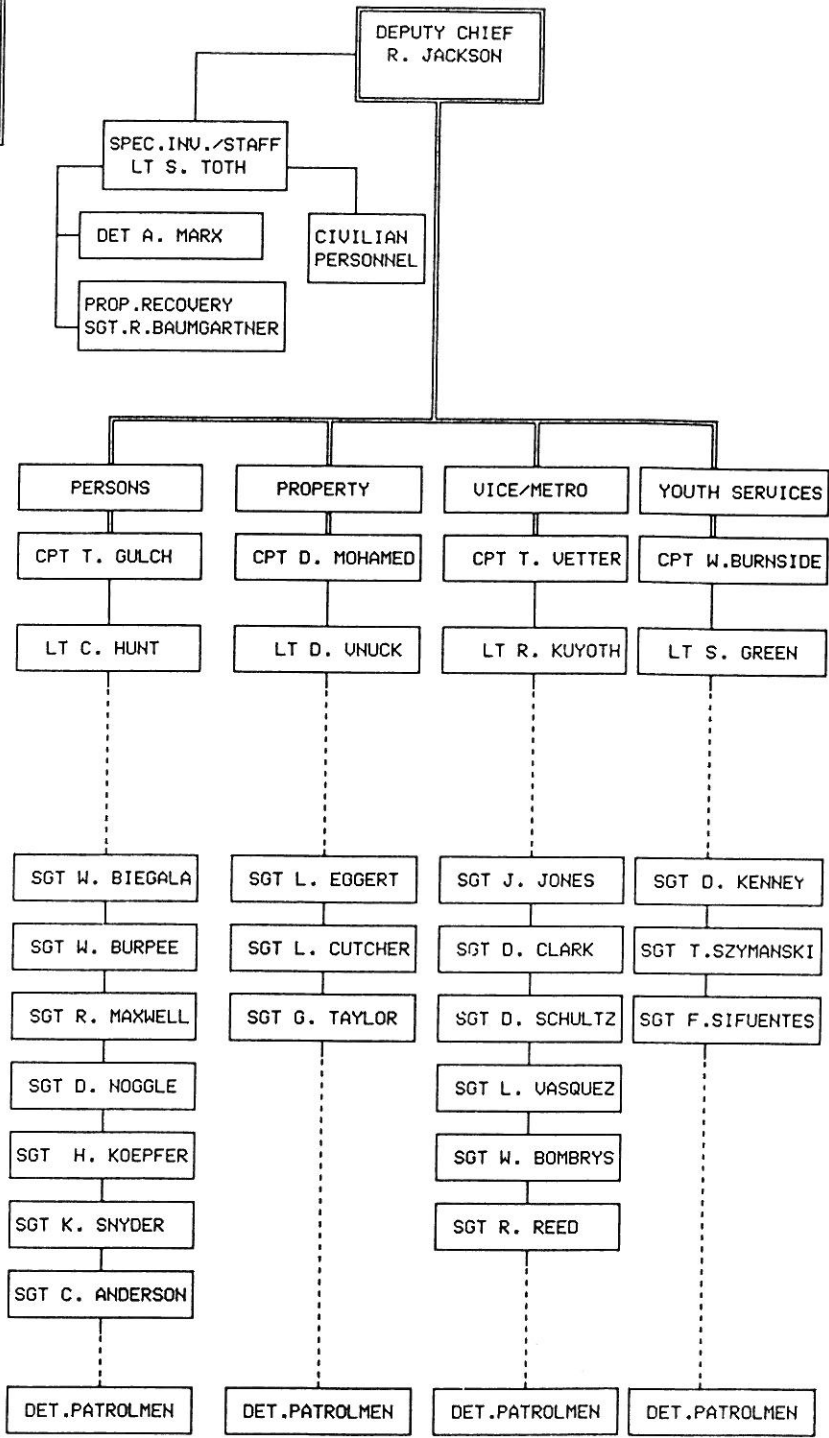 DEPUTY CHIEF
R. JACKSON
SPEC.INV./STAFF
LT S. TOTH
DET A. MARX
CIVILIAN
PERSONNEL
PROP.RECOVERY
SGT.R.BAUMGARTNER
PERSONS
PROPERTY
VICE/METRO
YOUTH SERVICES
CPT T. GULCH
CPT D. MOHAMED
CPT T. VETTER
CPT W.BURNSIDE
LT C. HUNT
LT D. VNUCK
LT R. KUYOTH
LT S. GREEN
SGT W. BIEGALA
SGT L. EGGERT
SGT J. JONES
SGT D. KENNEY
SGT W. BURPEE
SGT L. CUTCHER
SGT D. CLARK
SGT T.SZYMANSKI
SGT R. MAXWELL
SGT G. TAYLOR
SGT D. SCHULTZ
SGT F.SIFUENTES
SGT D. NOGGLE
SGT L. VASQUEZ
SGT H. KOEPFER
SGT W. BOMBRYS
SGT K. SNYDER
SGT R. REED
SGT C. ANDERSON
DET.PATROLMEN
DET.PATROLMEN
DET.PATROLMEN
DET.PATROLMEN